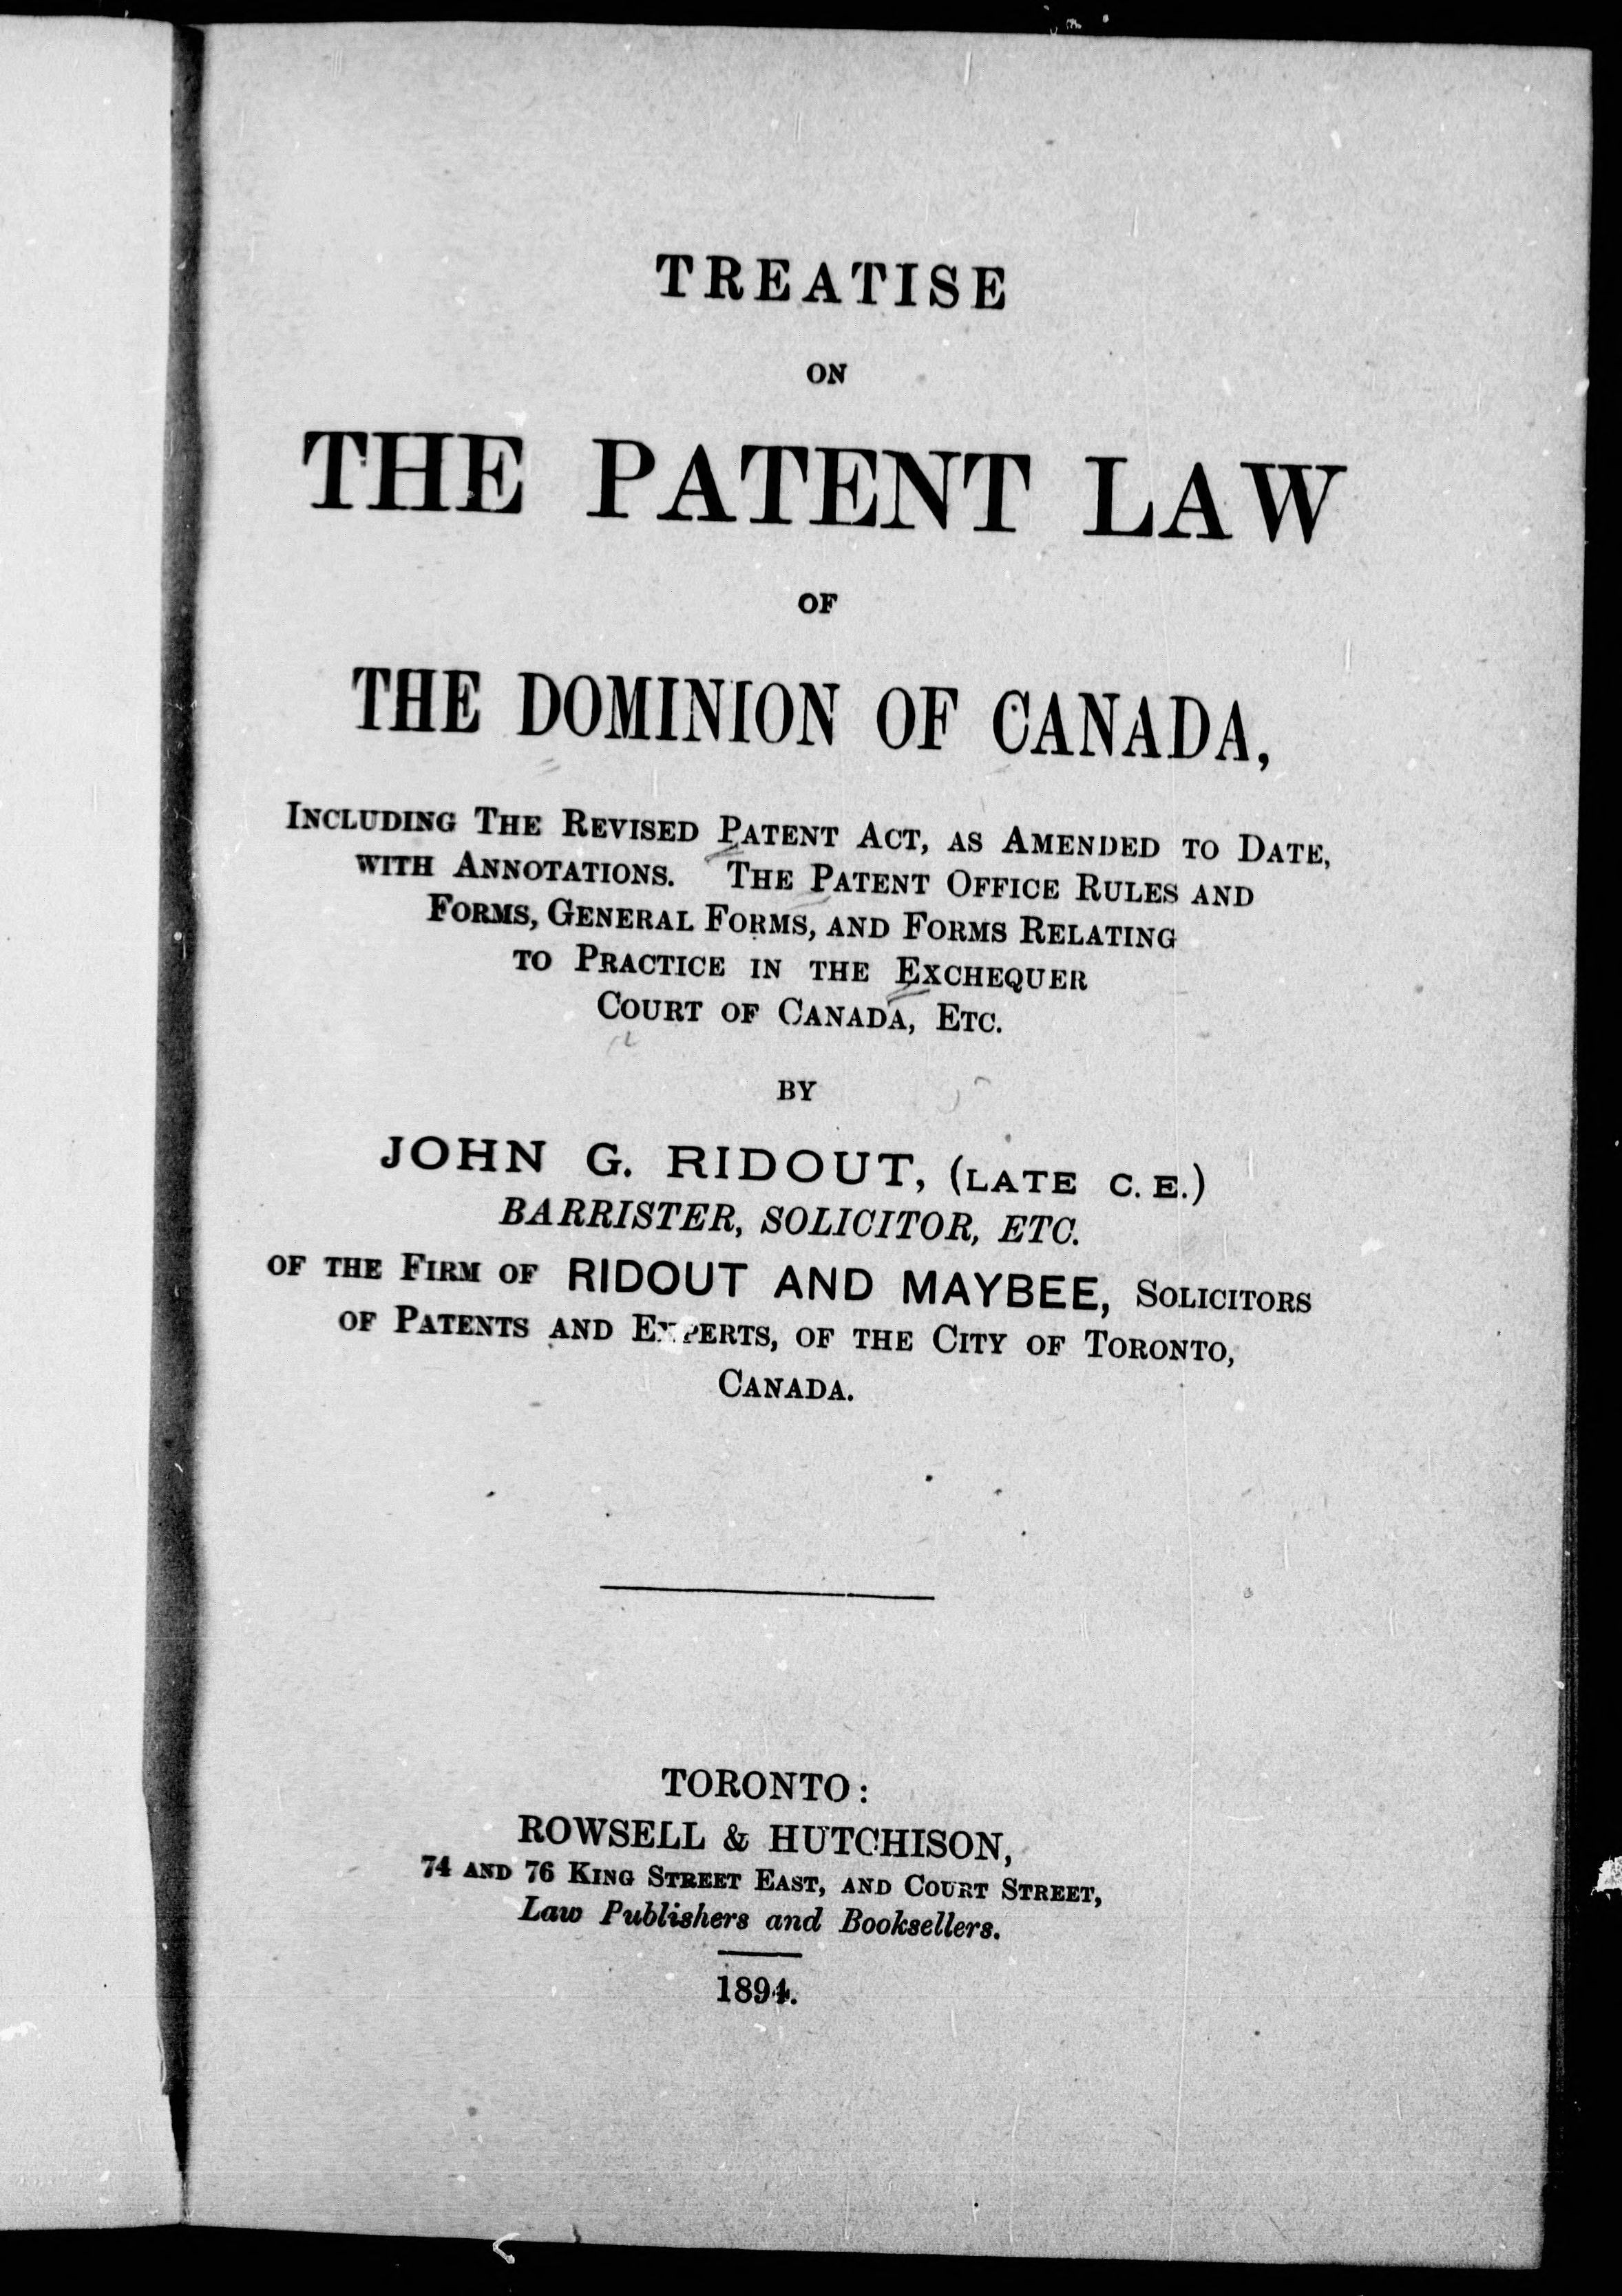 TREATISE
ON
THE PATENT LAW
OF
THE DOMINION OF CANADA,
INCLUDING THE REVISED PATENT ACT, AS AMENDED TO DATE,
WITH ANNOTATIONS. THE PATENT OFFICE RULES AND
FORMS, GENERAL FORMS, AND FORMS RELATING
TO PRACTICE IN THE EXCHEQUER
COURT OF CANADA, ETC.
BY
JOHN G. RIDOUT, (LATE C. E.)
BARRISTER, SOLICITOR, ETC.
OF THE FIRM OF RIDOUT AND MAYBEE, SOLICITORS
OF PATENTS AND EXPERTS, OF THE CITY OF TORONTO,
CANADA.
TORONTO:
ROWSELL & HUTCHISON,
74 AND 76 KING STREET EAST, AND COURT STREET,
Law Publishers and Booksellers.
1894.